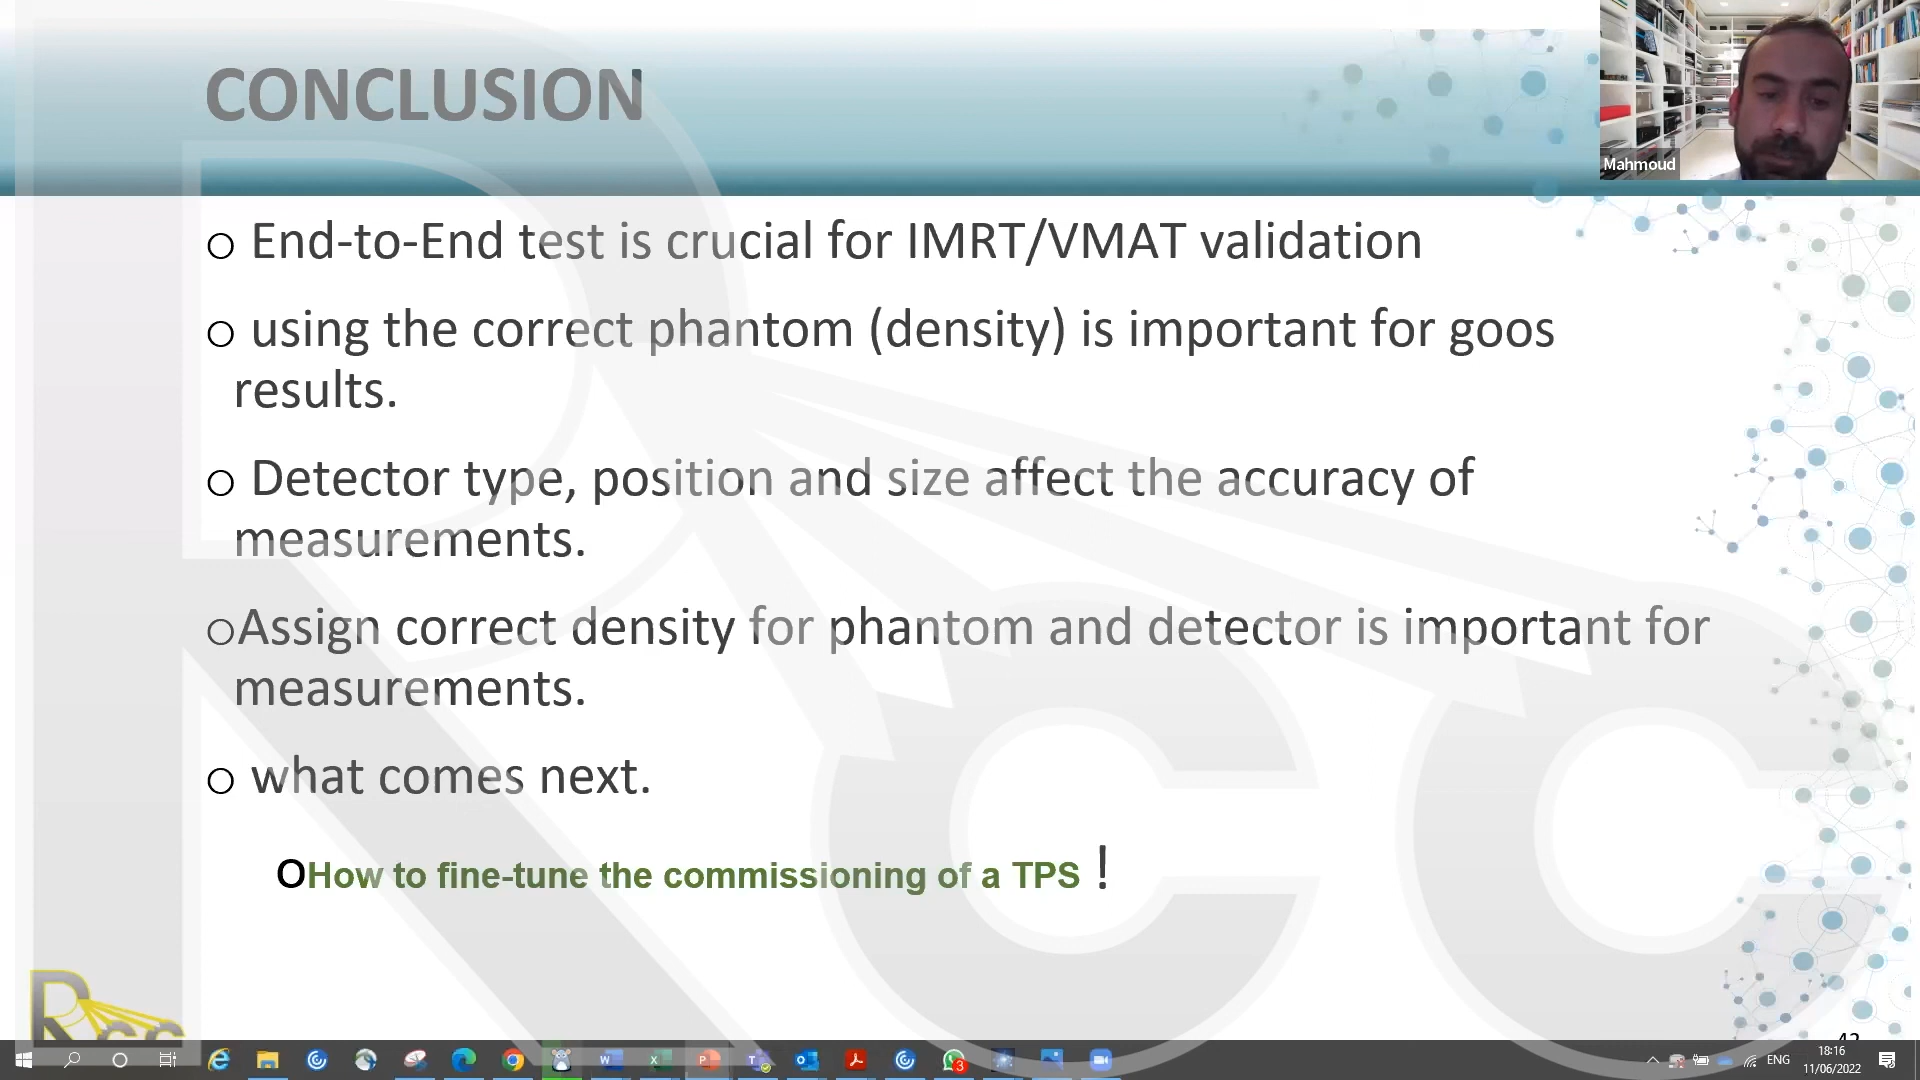 CONCLUSION
Mahmoud
o End-to-End test is crucial for IMRT/VMAT validation
o using the correct phantom (density) is important for goos
results.
o Detector type, position and size affect the accuracy of
measurements.
oAssign correct density for phantom and detector is important for
measurements.
o what comes next.
oHow to fine-tune the commissioning of a TPS !
RCC
ENG
18:16
11/06/2022
3